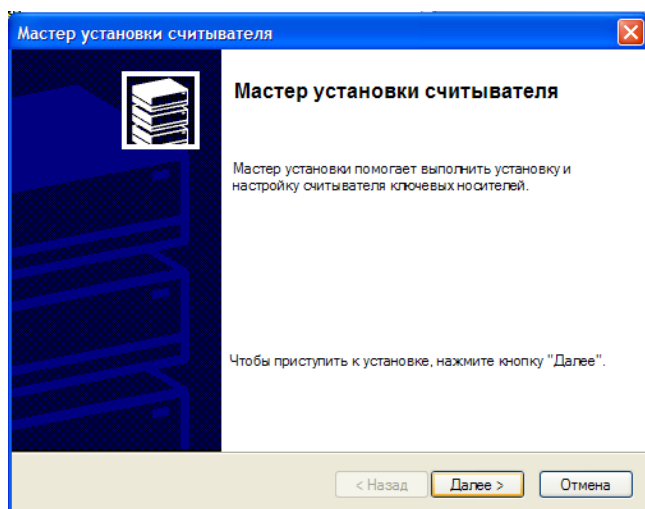 Мастер установки считывателя
Мастер установки считывателя
Мастер установки помогает выполнить установку и
настройку считывателя ключевых носителей.
Чтобы приступить к установке, нажмите кнопку "Далее".
< Назад
Далее >
Отмена